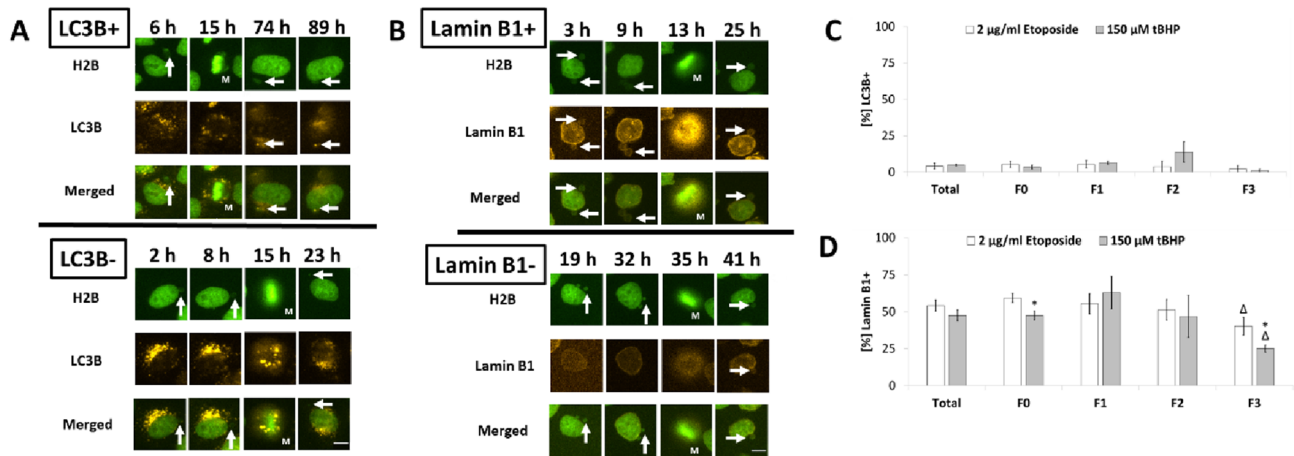 A
LC3B+
6 h 15 h 74 h 89 h
H2B
M
LC3B
Merged
M
LC3B-
2 h 8 h 15 h 23 h
H2B
M
LC3B
Merged
M
B
Lamin B1+
3 h 9 h 13 h 25 h
H2B
M
Lamin B1
Merged
M
Lamin B1-
19 h 32 h 35 h 41 h
H2B
M
Lamin B1
Merged
M
C
2 µg/ml Etoposide 150 µM tBHP
[%] LC3B+
100
75
50
25
0
Total F0 F1 F2 F3
D
2 µg/ml Etoposide 150 µM tBHP
[%] Lamin B1+
100
75
50
25
0
*
Δ
*
Δ
Total F0 F1 F2 F3